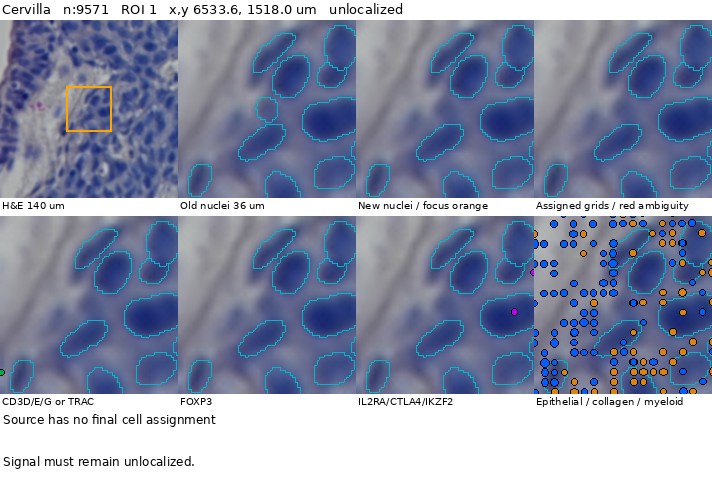 Cervilla n:9571 ROI 1 x,y 6533.6, 1518.0 um unlocalized
H&E 140 um
Old nuclei 36 um
New nuclei / focus orange
Assigned grids / red ambiguity
CD3D/E/G or TRAC
FOXP3
IL2RA/CTLA4/IKZF2
Epithelial / collagen / myeloid
Source has no final cell assignment
Signal must remain unlocalized.